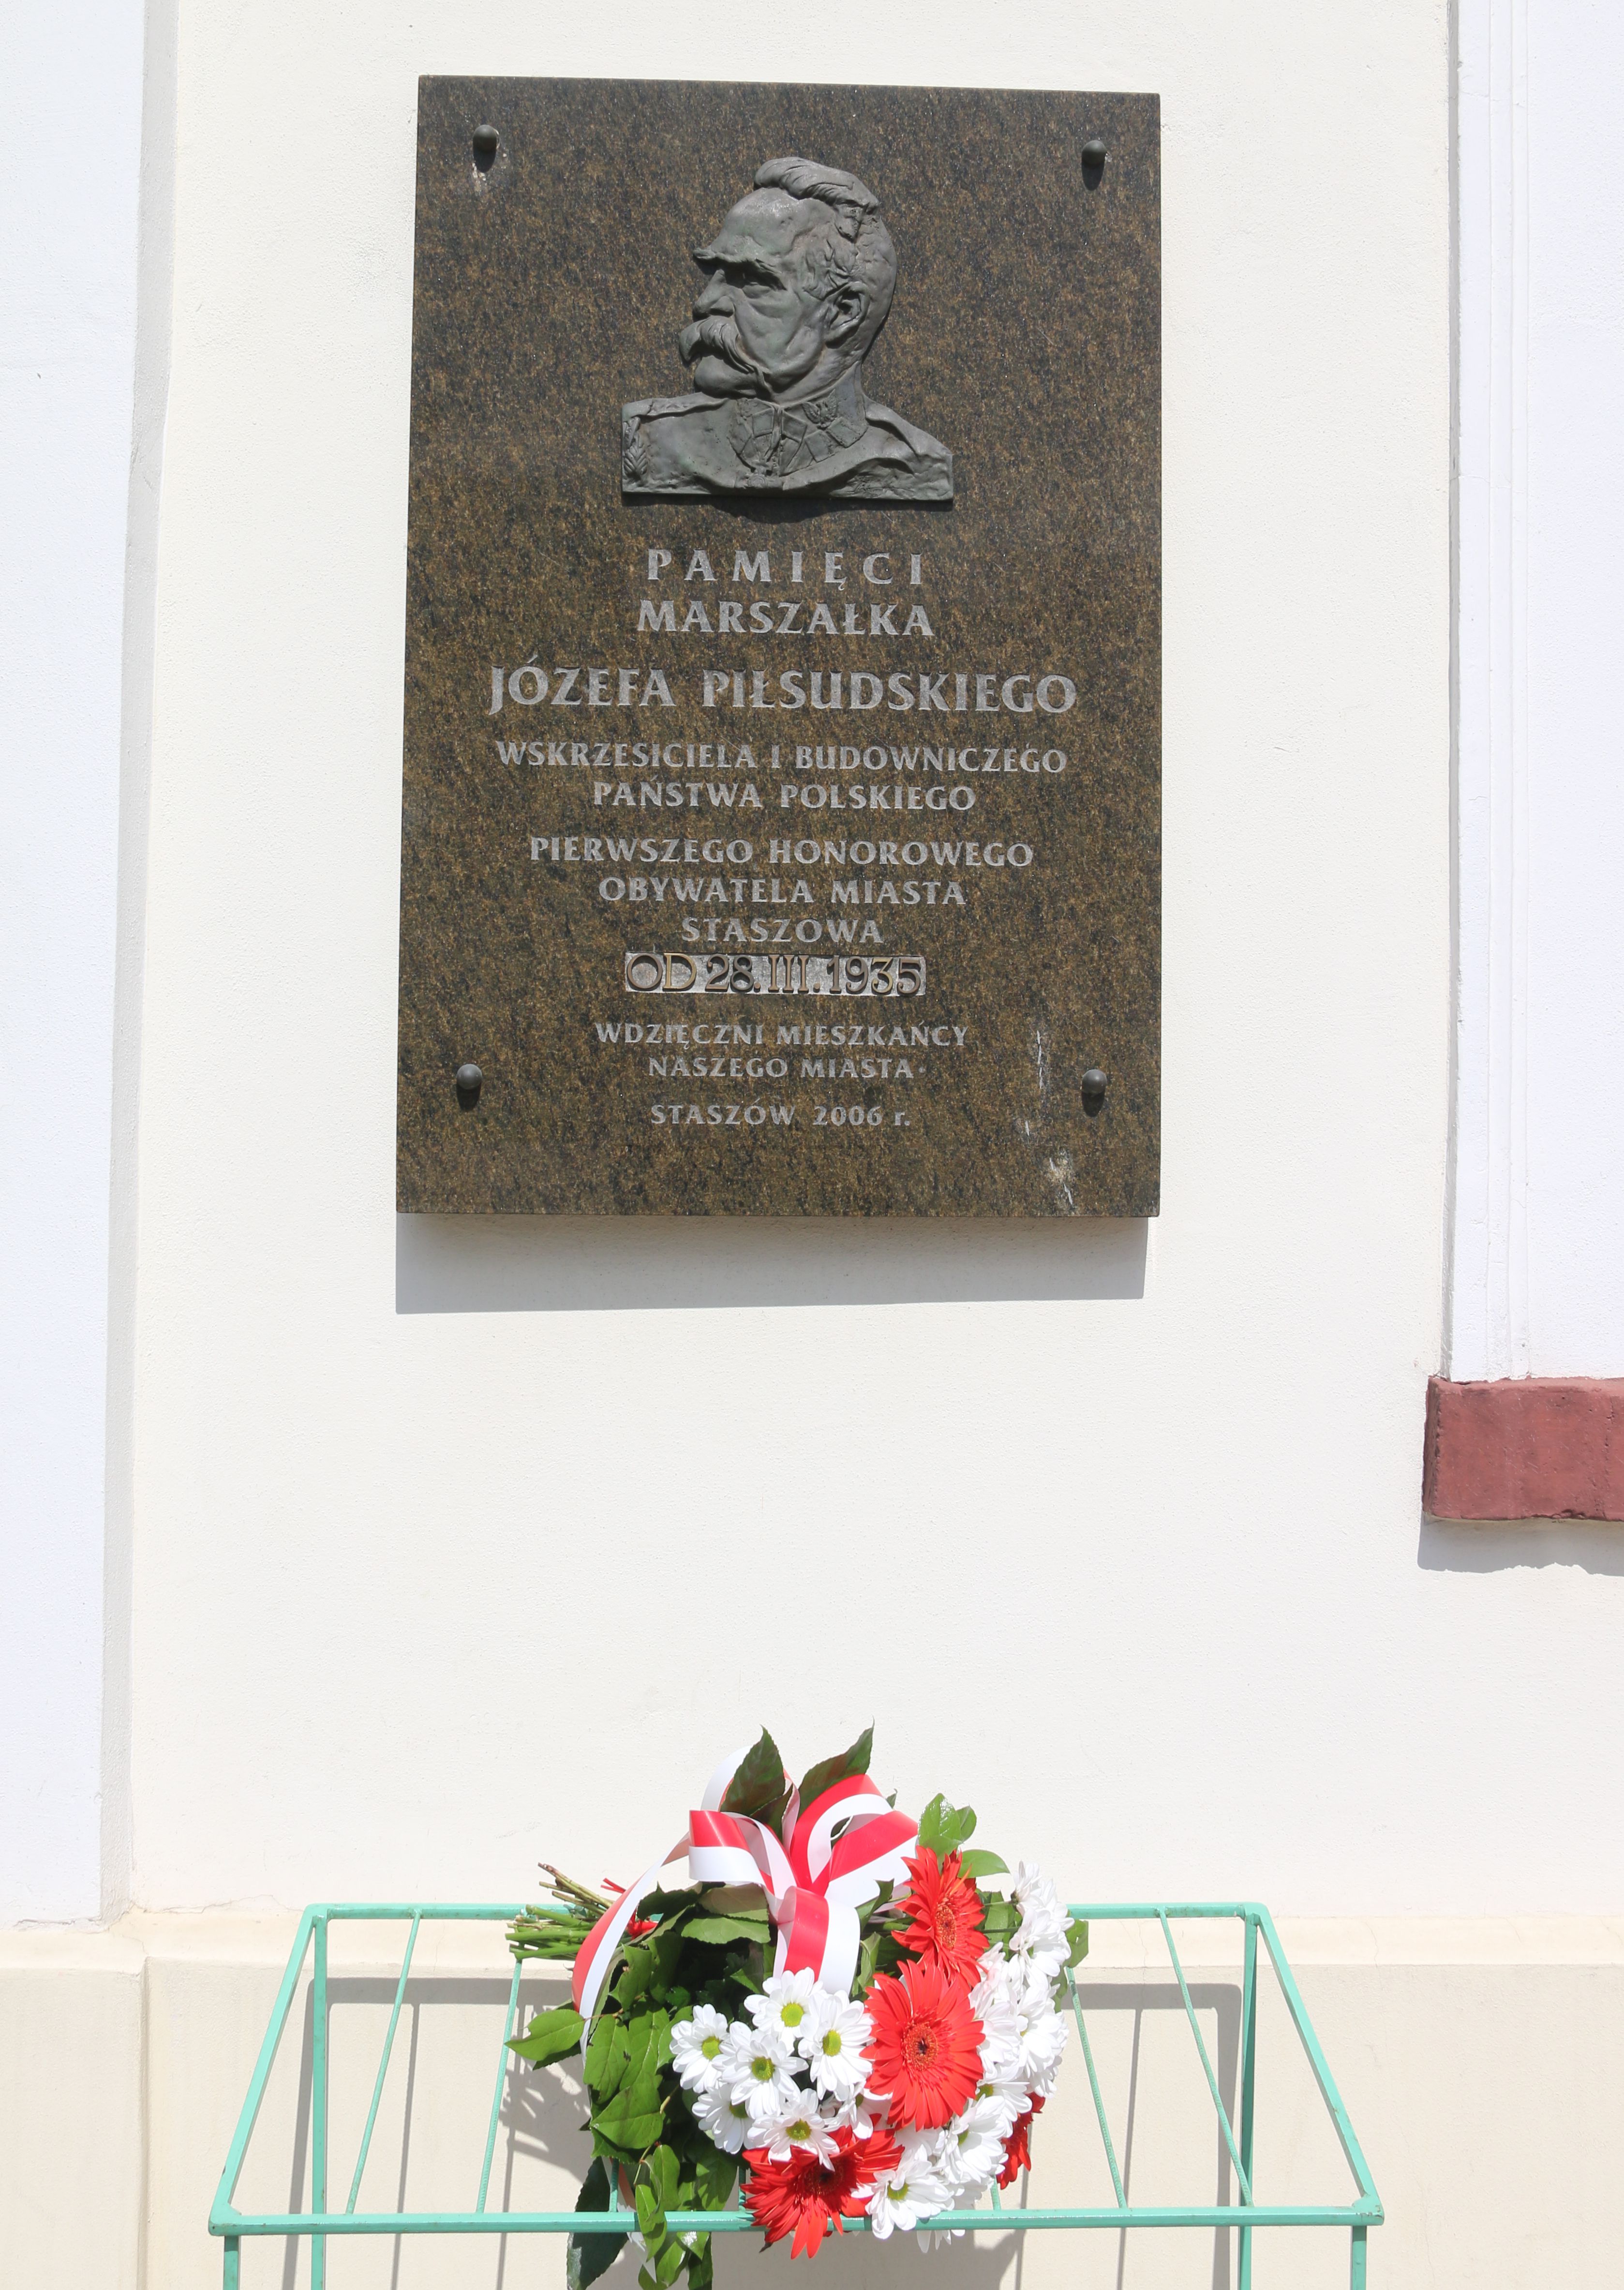 PAMIĘCI
MARSZAŁKA
JÓZEFA PIŁSUDSKIEGO
WSKRZESICIELA I BUDOWNICZEGO
PAŃSTWA POLSKIEGO
PIERWSZEGO HONOROWEGO
OBYWATELA MIASTA
STASZOWA
OD 28.III.1935
WDZIĘCZNI MIESZKAŃCY
NASZEGO MIASTA
STASZÓW 2006 r.